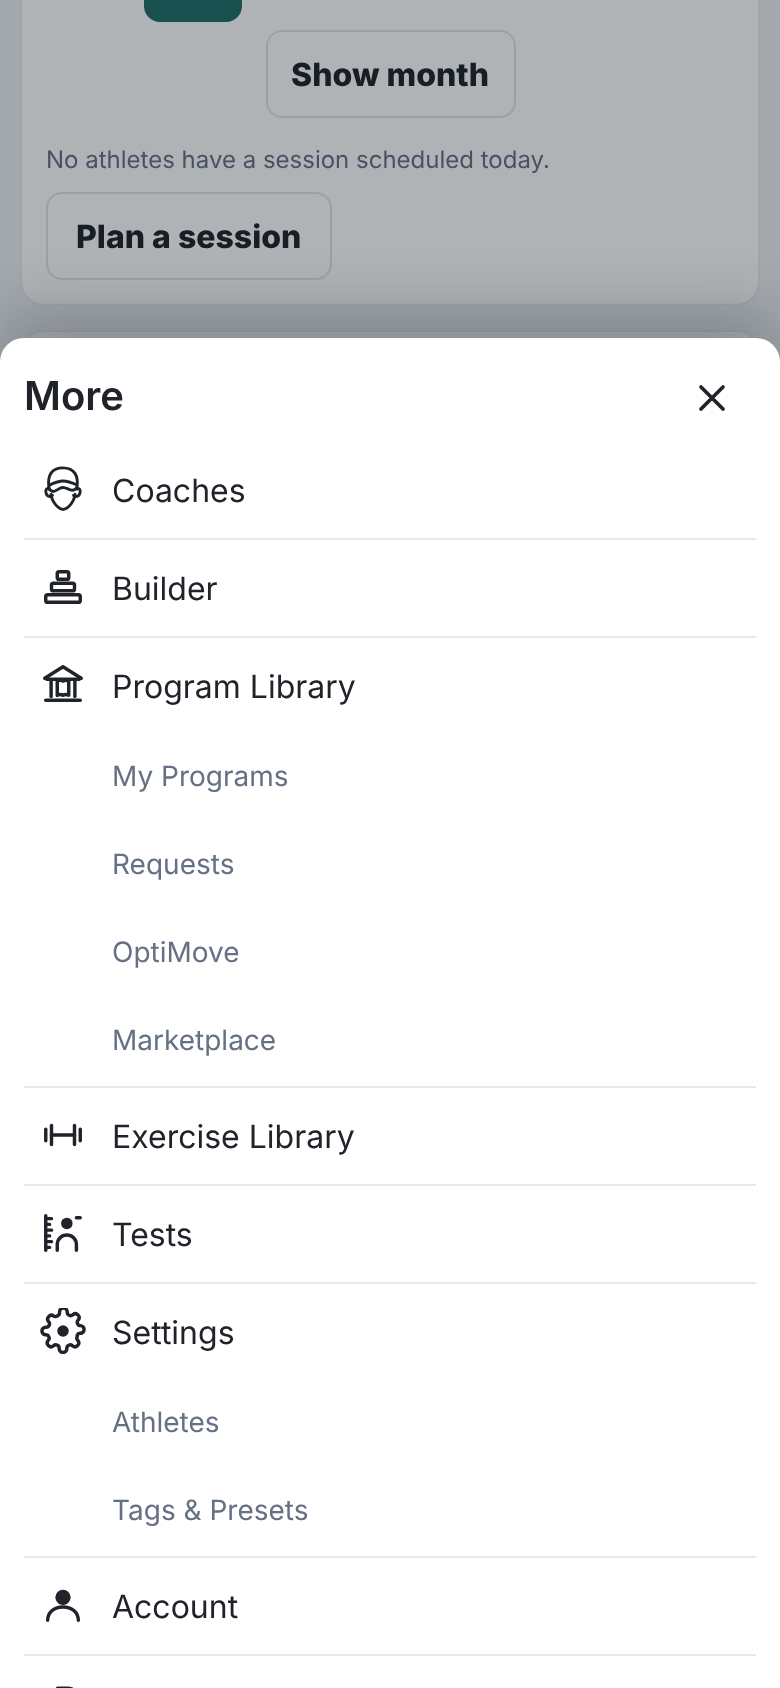 Show month
No athletes have a session scheduled today.
Plan a session
More
Coaches
Builder
Program Library
My Programs
Requests
OptiMove
Marketplace
Exercise Library
Tests
Settings
Athletes
Tags & Presets
Account